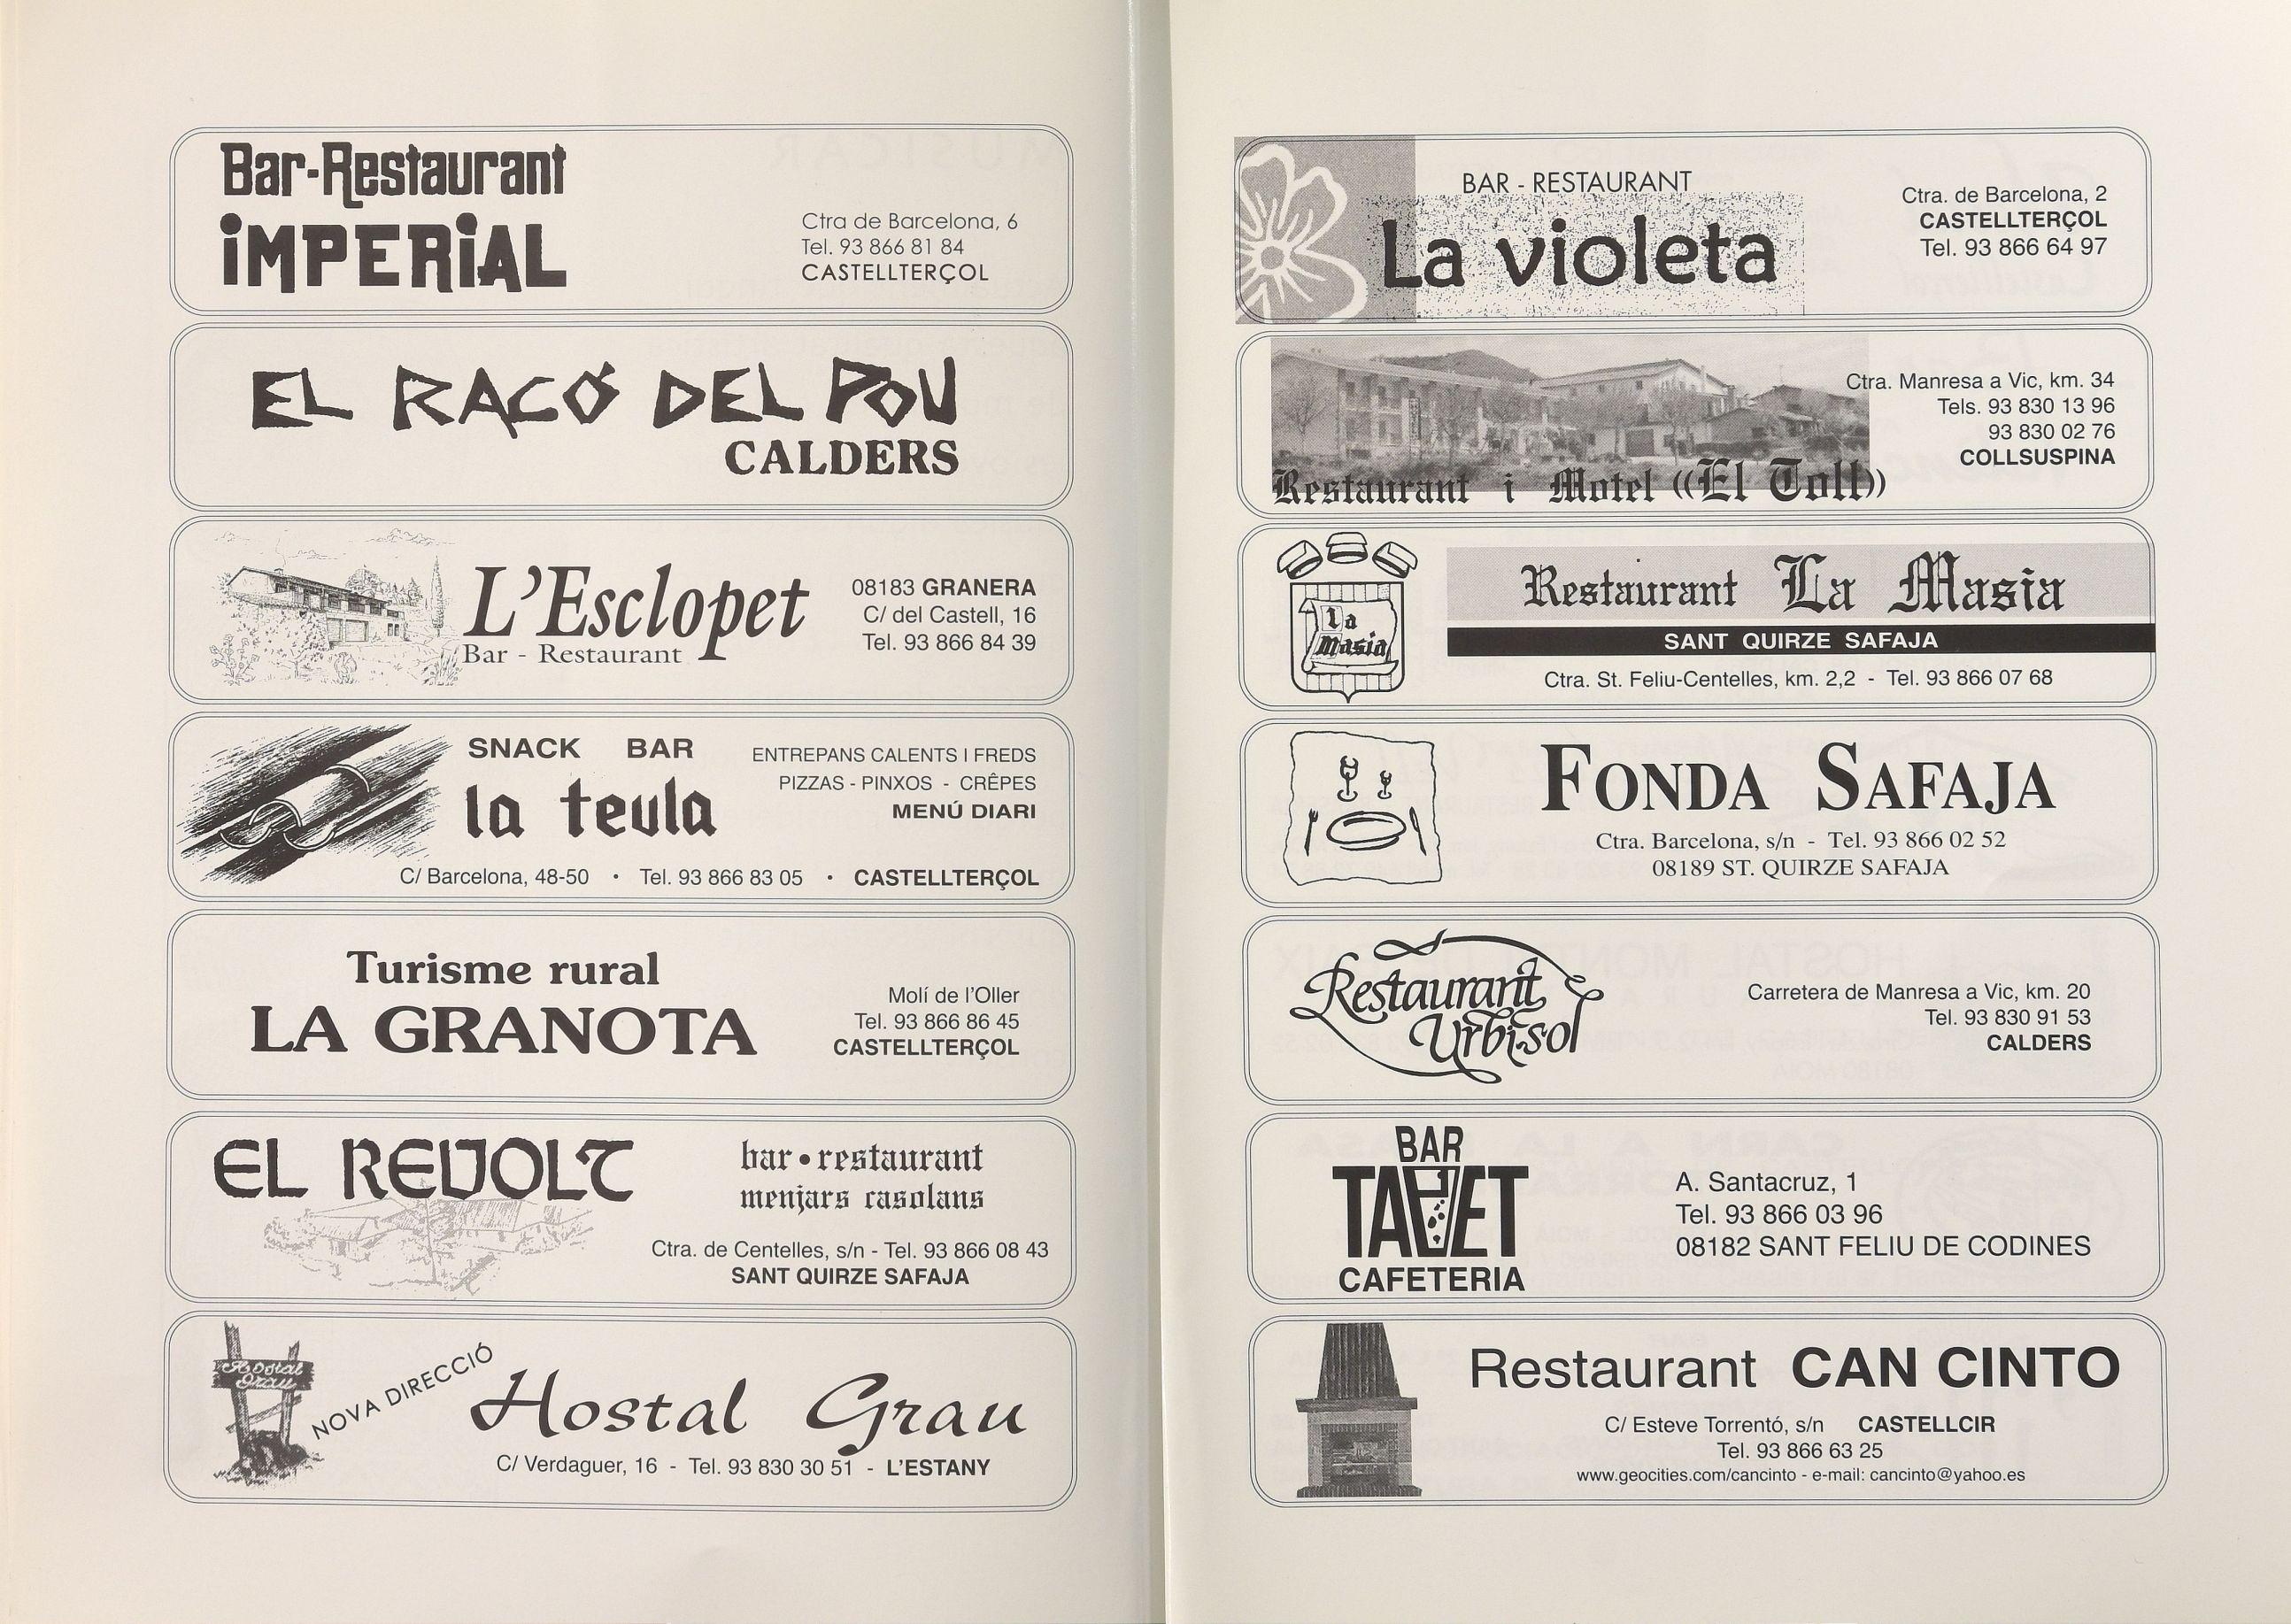 Bar-Restaurant
iMPERiAL
Ctra de Barcelona, 6
Tel. 93 866 81 84
CASTELLTERÇOL
EL RACÓ DEL POU
CALDERS
L'Esclopet
Bar - Restaurant
08183 GRANERA
C/ del Castell, 16
Tel. 93 866 84 39
SNACK BAR
la teula
ENTREPANS CALENTS I FREDS
PIZZAS - PINXOS - CRÊPES
MENÚ DIARI
C/ Barcelona, 48-50 • Tel. 93 866 83 05 • CASTELLTERÇOL
Turisme rural
LA GRANOTA
Molí de l'Oller
Tel. 93 866 86 45
CASTELLTERÇOL
EL REVOLT
bar • restaurant
menjars casolans
Ctra. de Centelles, s/n - Tel. 93 866 08 43
SANT QUIRZE SAFAJA
Hostal
Grau
NOVA DIRECCIÓ
Hostal Grau
C/ Verdaguer, 16 - Tel. 93 830 30 51 - L'ESTANY
BAR - RESTAURANT
La violeta
Ctra. de Barcelona, 2
CASTELLTERÇOL
Tel. 93 866 64 97
Ctra. Manresa a Vic, km. 34
Tels. 93 830 13 96
93 830 02 76
COLLSUSPINA
Restaurant i Motel ((El Toll))
la
masia
Restaurant La Masia
SANT QUIRZE SAFAJA
Ctra. St. Feliu-Centelles, km. 2,2 - Tel. 93 866 07 68
FONDA SAFAJA
Ctra. Barcelona, s/n - Tel. 93 866 02 52
08189 ST. QUIRZE SAFAJA
Restaurant
Urbisol
Carretera de Manresa a Vic, km. 20
Tel. 93 830 91 53
CALDERS
BAR
TAPET
CAFETERIA
A. Santacruz, 1
Tel. 93 866 03 96
08182 SANT FELIU DE CODINES
Restaurant CAN CINTO
C/ Esteve Torrentó, s/n CASTELLCIR
Tel. 93 866 63 25
www.geocities.com/cancinto - e-mail: cancinto@yahoo.es